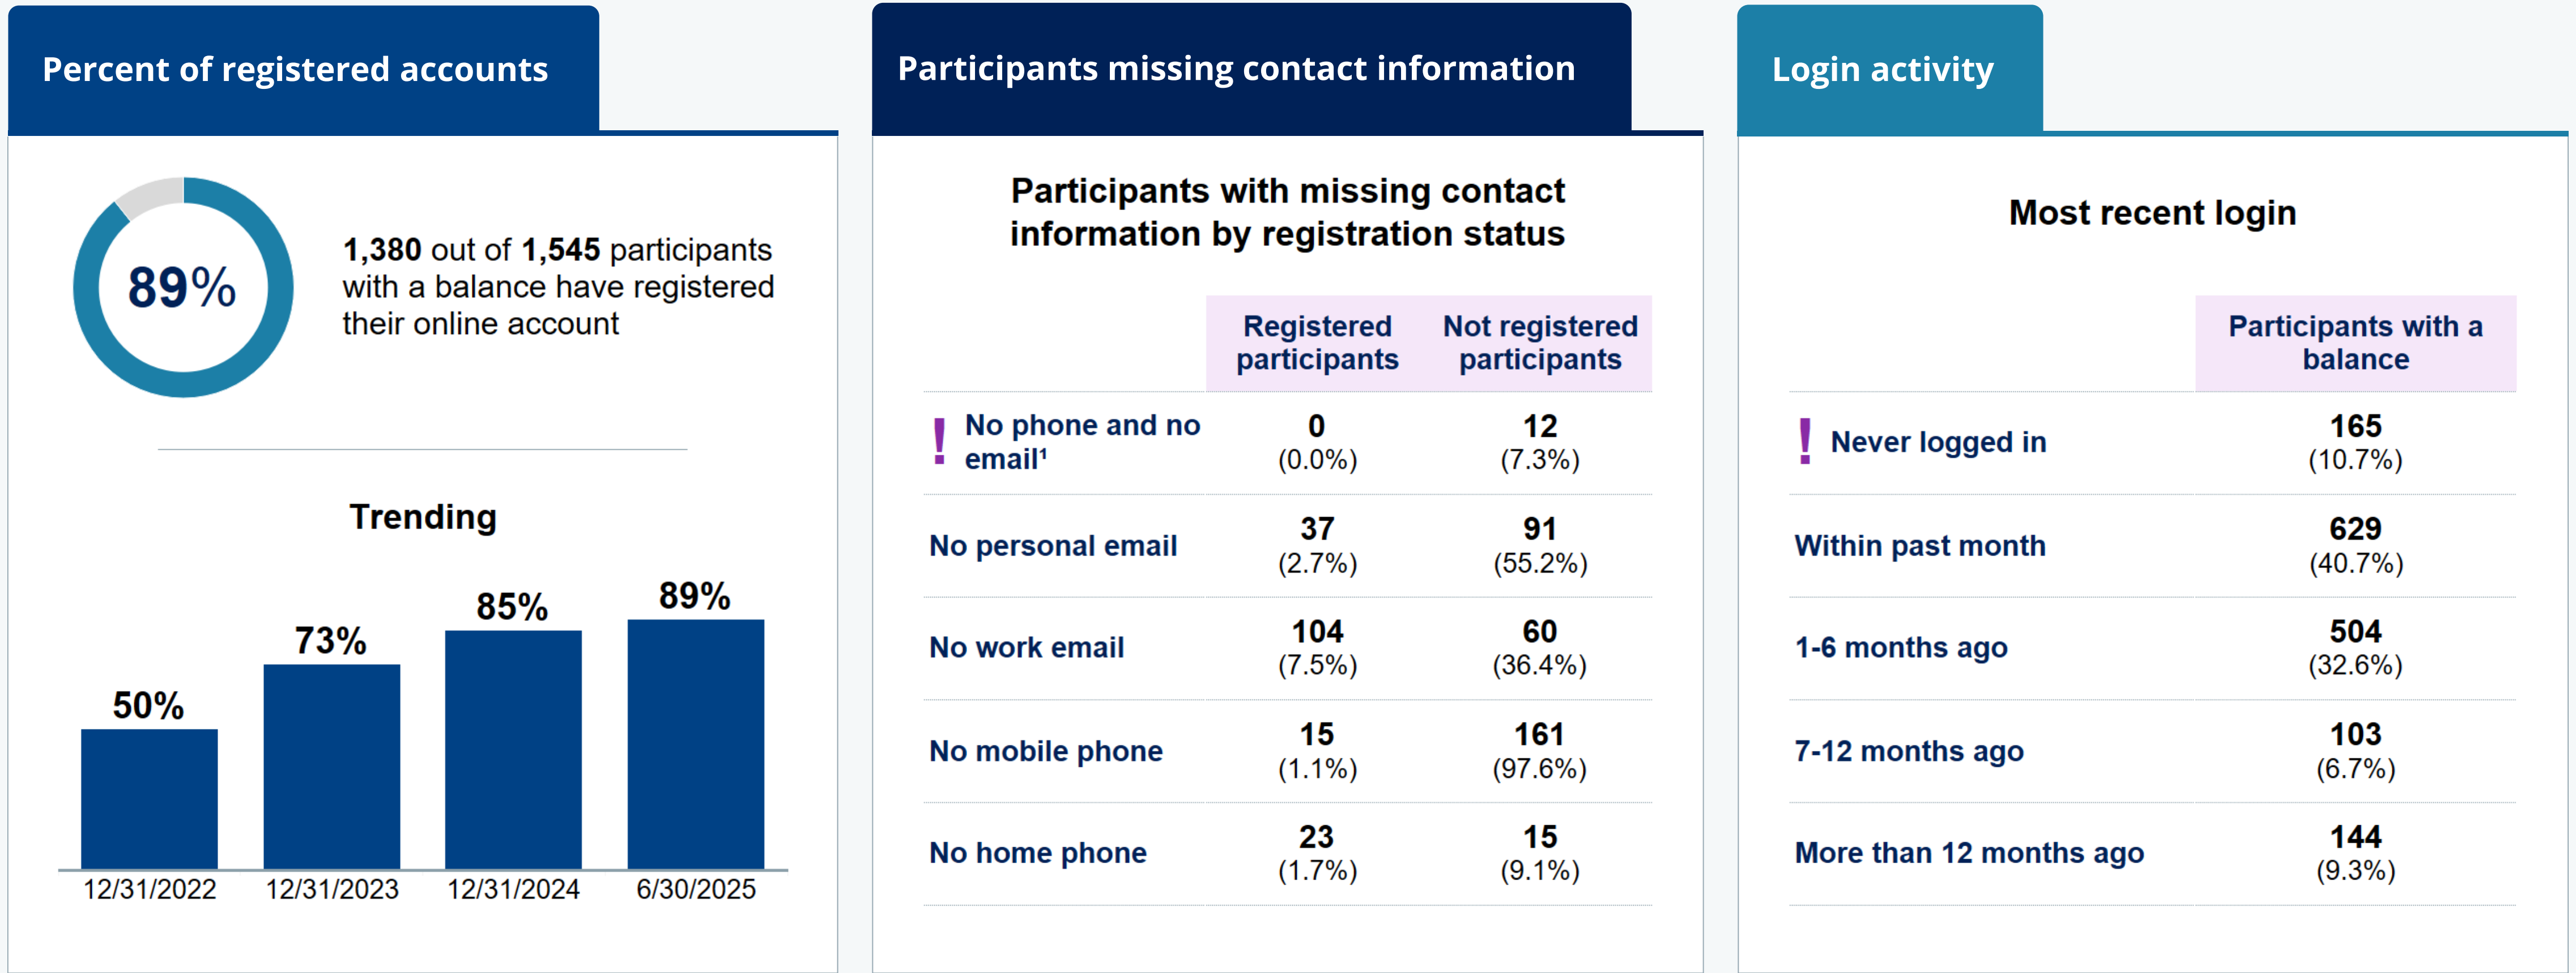 Percent of registered accounts
89%
1,380 out of 1,545 participants
with a balance have registered
their online account
Trending
50%
73%
85%
89%
12/31/2022
12/31/2023
12/31/2024
6/30/2025
Participants missing contact information
Participants with missing contact
information by registration status
Registered
participants
Not registered
participants
! No phone and no
email¹
0
(0.0%)
12
(7.3%)
No personal email
37
(2.7%)
91
(55.2%)
No work email
104
(7.5%)
60
(36.4%)
No mobile phone
15
(1.1%)
161
(97.6%)
No home phone
23
(1.7%)
15
(9.1%)
Login activity
Most recent login
Participants with a
balance
! Never logged in
165
(10.7%)
Within past month
629
(40.7%)
1-6 months ago
504
(32.6%)
7-12 months ago
103
(6.7%)
More than 12 months ago
144
(9.3%)